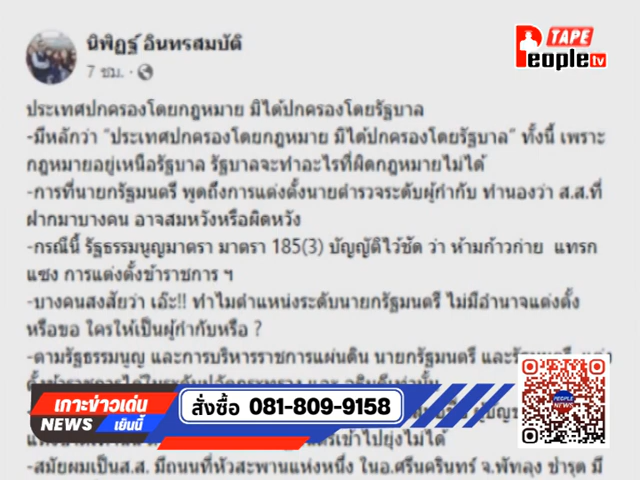 TAPE
People tv
นิพิฏฐ์ อินทรสมบัติ
7 ชม.
ประเทศปกครองโดยกฎหมาย มิได้ปกครองโดยรัฐบาล
-มีหลักว่า "ประเทศปกครองโดยกฎหมาย มิได้ปกครองโดยรัฐบาล" ทั้งนี้ เพราะ
กฎหมายอยู่เหนือรัฐบาล รัฐบาลจะทำอะไรที่ผิดกฎหมายไม่ได้
-การที่นายกรัฐมนตรี พูดถึงการแต่งตั้งนายตำรวจระดับผู้กำกับ ทำนองว่า ส.ส.ที่
ฝากมาบางคน อาจสมหวังหรือผิดหวัง
-กรณีนี้ รัฐธรรมนูญมาตรา มาตรา 185(3) บัญญัติไว้ชัด ว่า ห้ามก้าวก่าย แทรก
แซง การแต่งตั้งข้าราชการ ฯ
-บางคนสงสัยว่า เอ๊ะ!! ทำไมตำแหน่งระดับนายกรัฐมนตรี ไม่มีอำนาจแต่งตั้ง
หรือขอ ใครให้เป็นผู้กำกับหรือ ?
-ตามรัฐธรรมนูญ และการบริหารราชการแผ่นดิน นายกรัฐมนตรี และ
เกาะข่าวเด่น
NEWS เย็นนี้
สั่งซื้อ 081-809-9158
PEOPLE NEWS
เข้าไปยุ่งไม่ได้
-สมัยผมเป็นส.ส. มีถนนที่หัวสะพานแห่งหนึ่ง ในอ.ศรีนครินทร์ จ.พัทลุง ชำรุด มี